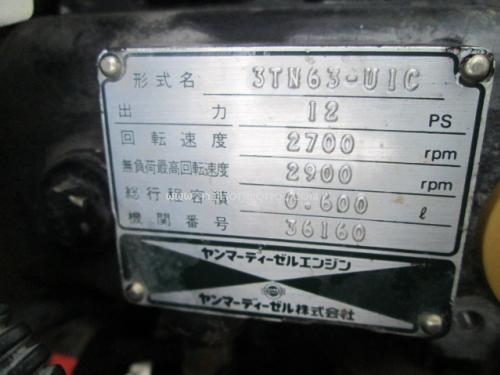 形式名 3TN63-U1C
出力 12 PS
回転速度 2700 rpm
無負荷最高回転速度 2900 rpm
総行程容積 0.600 ℓ
機関番号 36160
ヤンマーディーゼルエンジン
ヤンマーディーゼル株式会社